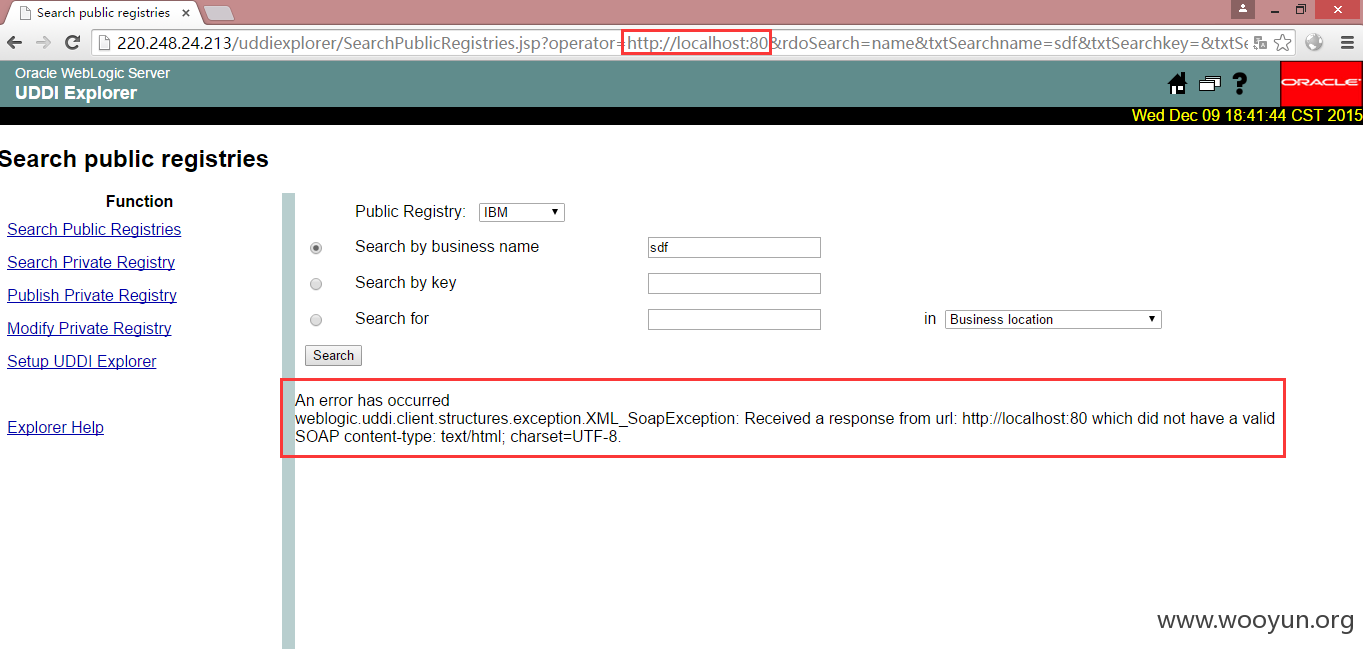 Search public registries
220.248.24.213/uddiexplorer/SearchPublicRegistries.jsp?operator=http://localhost:80&rdoSearch=name&txtSearchname=sdf&txtSearchkey=&txtSe
Oracle WebLogic Server
UDDI Explorer
ORACLE
Wed Dec 09 18:41:44 CST 2015
Search public registries
Function
Search Public Registries
Search Private Registry
Publish Private Registry
Modify Private Registry
Setup UDDI Explorer
Explorer Help
Public Registry: IBM
Search by business name sdf
Search by key
Search for in Business location
Search
An error has occurred
weblogic.uddi.client.structures.exception.XML_SoapException: Received a response from url: http://localhost:80 which did not have a valid
SOAP content-type: text/html; charset=UTF-8.
www.wooyun.org